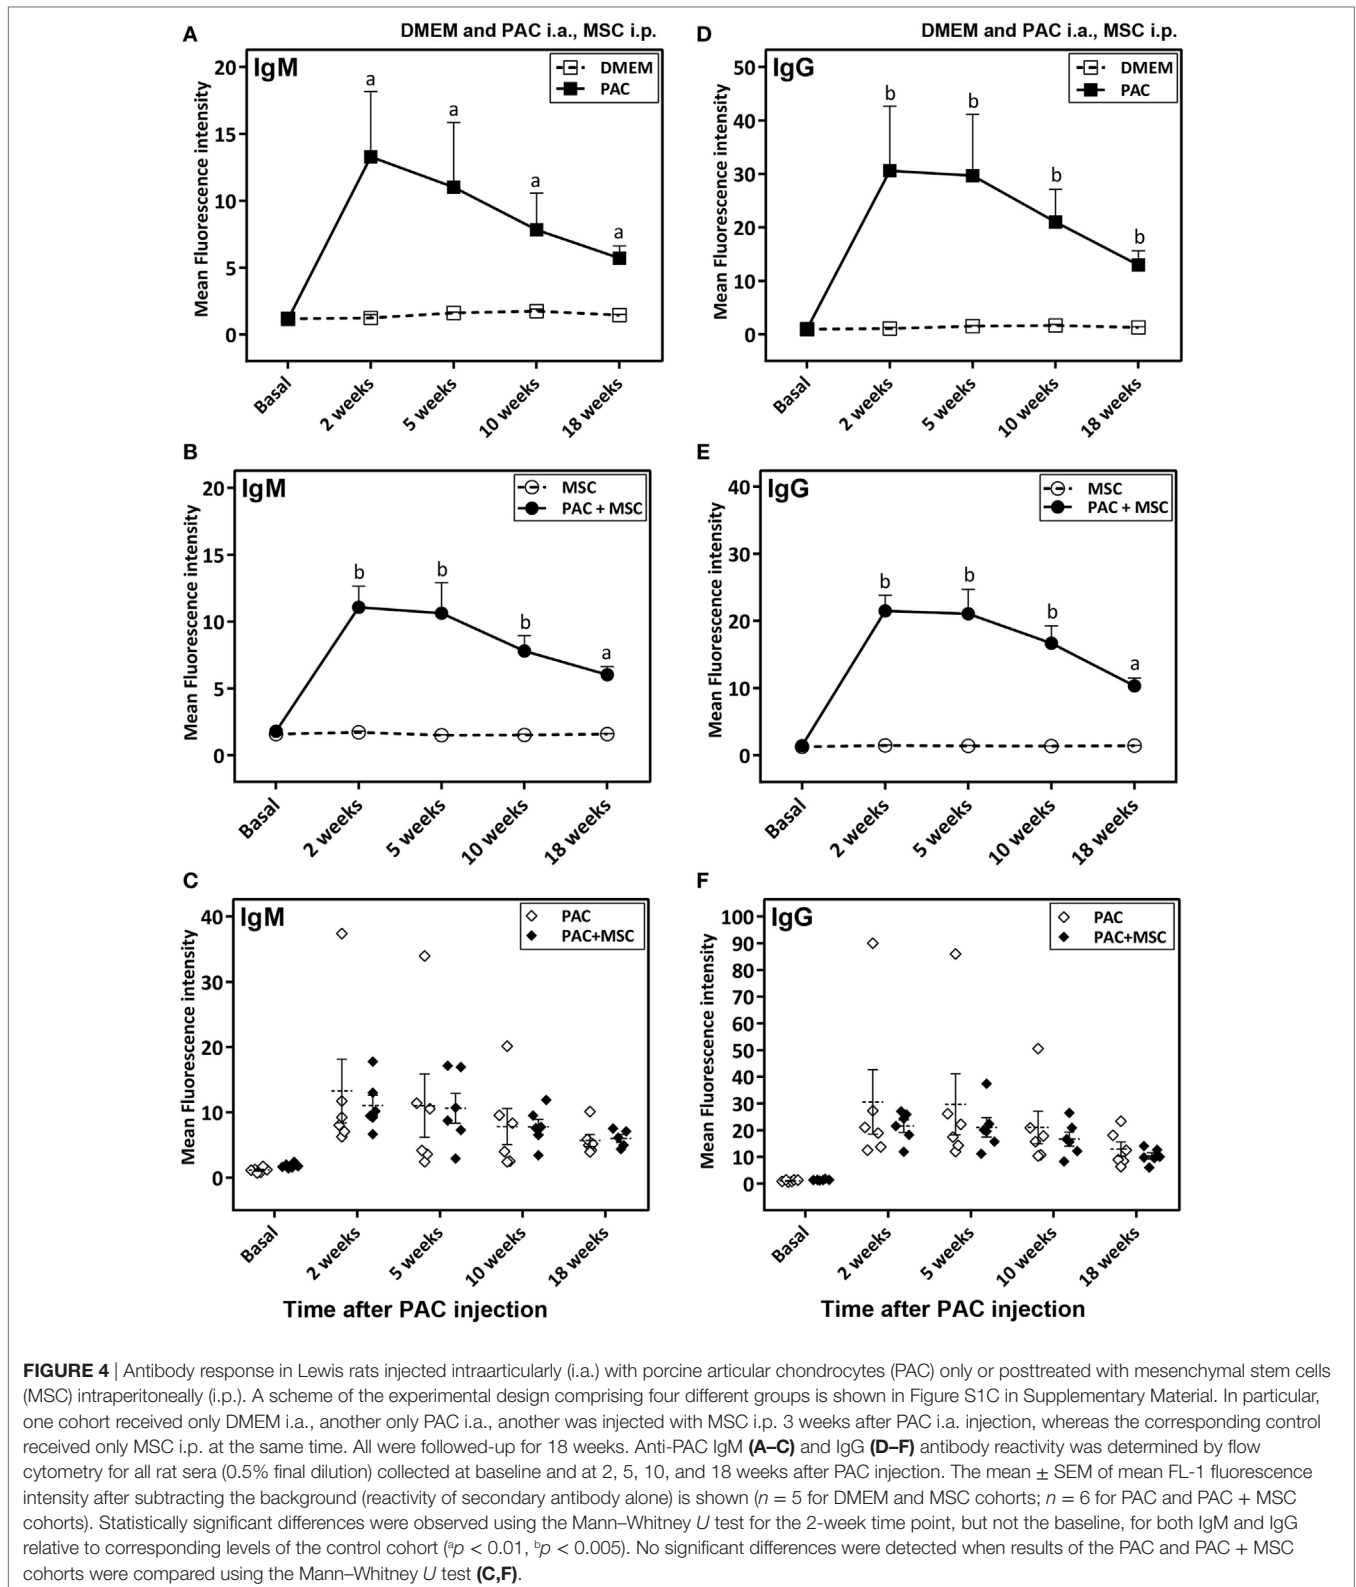 A
DMEM and PAC i.a., MSC i.p.
IgM
DMEM
PAC
Mean Fluorescence intensity
20
15
10
5
0
a
a
a
a
Basal
2 weeks
5 weeks
10 weeks
18 weeks
D
DMEM and PAC i.a., MSC i.p.
IgG
DMEM
PAC
Mean Fluorescence intensity
50
40
30
20
10
0
b
b
b
b
Basal
2 weeks
5 weeks
10 weeks
18 weeks
B
IgM
MSC
PAC + MSC
Mean Fluorescence intensity
20
15
10
5
0
b
b
b
a
Basal
2 weeks
5 weeks
10 weeks
18 weeks
E
IgG
MSC
PAC + MSC
Mean Fluorescence intensity
40
30
20
10
0
b
b
b
a
Basal
2 weeks
5 weeks
10 weeks
18 weeks
C
IgM
PAC
PAC+MSC
Mean Fluorescence intensity
40
30
20
10
0
Basal
2 weeks
5 weeks
10 weeks
18 weeks
Time after PAC injection
F
IgG
PAC
PAC+MSC
Mean Fluorescence intensity
100
90
80
70
60
50
40
30
20
10
0
Basal
2 weeks
5 weeks
10 weeks
18 weeks
Time after PAC injection
FIGURE 4 | Antibody response in Lewis rats injected intraarticularly (i.a.) with porcine articular chondrocytes (PAC) only or posttreated with mesenchymal stem cells
(MSC) intraperitoneally (i.p.). A scheme of the experimental design comprising four different groups is shown in Figure S1C in Supplementary Material. In particular,
one cohort received only DMEM i.a., another only PAC i.a., another was injected with MSC i.p. 3 weeks after PAC i.a. injection, whereas the corresponding control
received only MSC i.p. at the same time. All were followed-up for 18 weeks. Anti-PAC IgM (A–C) and IgG (D–F) antibody reactivity was determined by flow
cytometry for all rat sera (0.5% final dilution) collected at baseline and at 2, 5, 10, and 18 weeks after PAC injection. The mean ± SEM of mean FL-1 fluorescence
intensity after subtracting the background (reactivity of secondary antibody alone) is shown (n = 5 for DMEM and MSC cohorts; n = 6 for PAC and PAC + MSC
cohorts). Statistically significant differences were observed using the Mann–Whitney U test for the 2-week time point, but not the baseline, for both IgM and IgG
relative to corresponding levels of the control cohort (ᵃp < 0.01, ᵇp < 0.005). No significant differences were detected when results of the PAC and PAC + MSC
cohorts were compared using the Mann–Whitney U test (C,F).